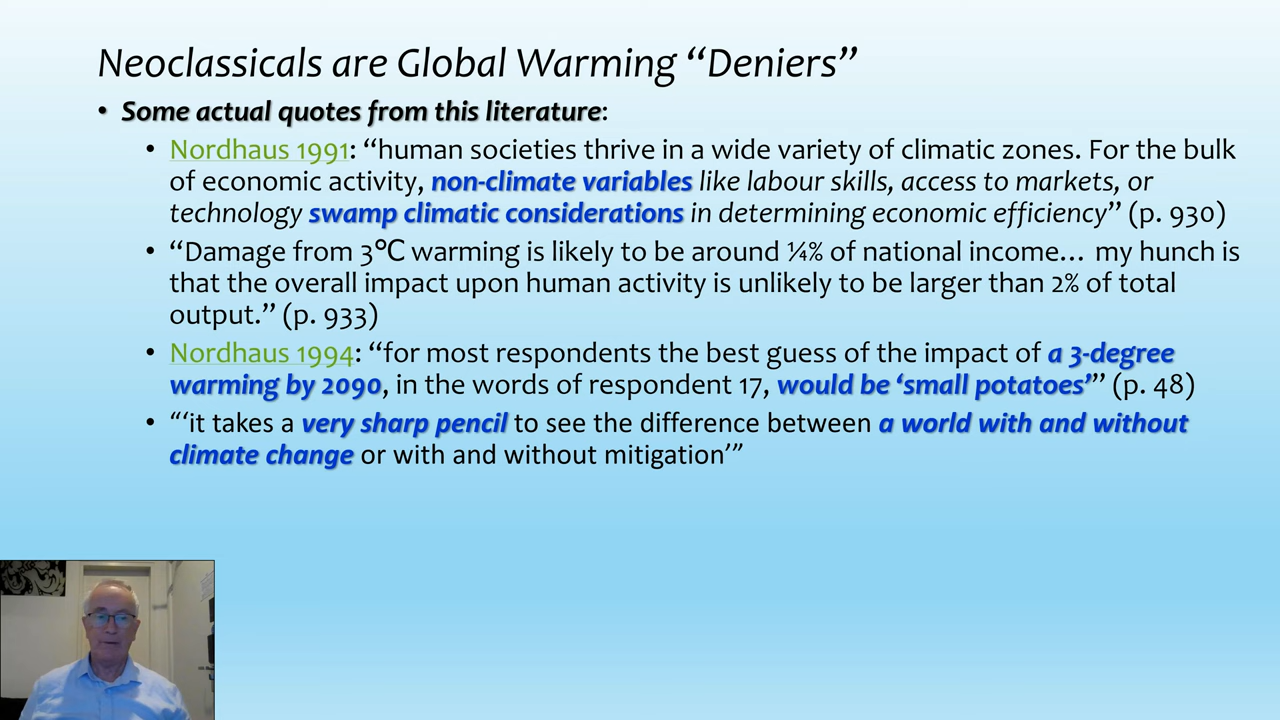 Neoclassicals are Global Warming “Deniers”
• Some actual quotes from this literature:
• Nordhaus 1991: “human societies thrive in a wide variety of climatic zones. For the bulk
of economic activity, non-climate variables like labour skills, access to markets, or
technology swamp climatic considerations in determining economic efficiency” (p. 930)
• “Damage from 3°C warming is likely to be around ¼% of national income… my hunch is
that the overall impact upon human activity is unlikely to be larger than 2% of total
output.” (p. 933)
• Nordhaus 1994: “for most respondents the best guess of the impact of a 3-degree
warming by 2090, in the words of respondent 17, would be ‘small potatoes’” (p. 48)
• “‘it takes a very sharp pencil to see the difference between a world with and without
climate change or with and without mitigation’”